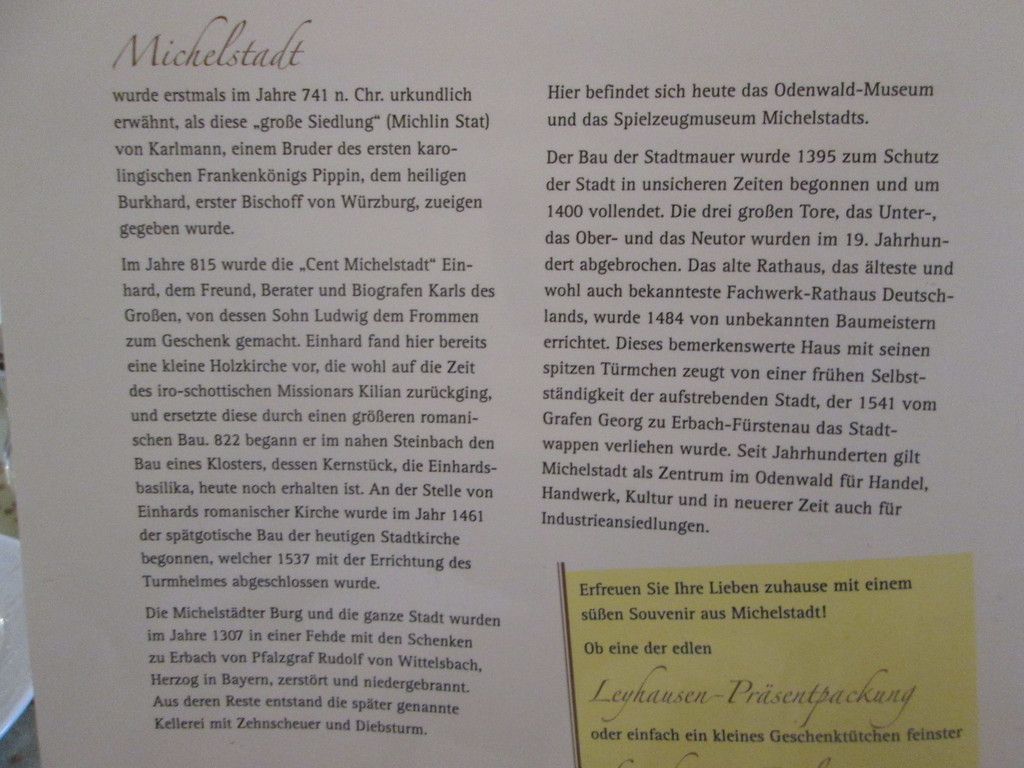 Michelstadt
wurde erstmals im Jahre 741 n. Chr. urkundlich
erwähnt, als diese „große Siedlung“ (Michlin Stat)
von Karlmann, einem Bruder des ersten karo-
lingischen Frankenkönigs Pippin, dem heiligen
Burkhard, erster Bischoff von Würzburg, zueigen
gegeben wurde.
Im Jahre 815 wurde die „Cent Michelstadt“ Ein-
hard, dem Freund, Berater und Biografen Karls des
Großen, von dessen Sohn Ludwig dem Frommen
zum Geschenk gemacht. Einhard fand hier bereits
eine kleine Holzkirche vor, die wohl auf die Zeit
des iro-schottischen Missionars Kilian zurückging,
und ersetzte diese durch einen größeren romani-
schen Bau. 822 begann er im nahen Steinbach den
Bau eines Klosters, dessen Kernstück, die Einhards-
basilika, heute noch erhalten ist. An der Stelle von
Einhards romanischer Kirche wurde im Jahr 1461
der spätgotische Bau der heutigen Stadtkirche
begonnen, welcher 1537 mit der Errichtung des
Turmhelmes abgeschlossen wurde.
Die Michelstädter Burg und die ganze Stadt wurden
im Jahre 1307 in einer Fehde mit den Schenken
zu Erbach von Pfalzgraf Rudolf von Wittelsbach,
Herzog in Bayern, zerstört und niedergebrannt.
Aus deren Reste entstand die später genannte
Kellerei mit Zehnscheuer und Diebsturm.
Hier befindet sich heute das Odenwald-Museum
und das Spielzeugmuseum Michelstadts.
Der Bau der Stadtmauer wurde 1395 zum Schutz
der Stadt in unsicheren Zeiten begonnen und um
1400 vollendet. Die drei großen Tore, das Unter-,
das Ober- und das Neutor wurden im 19. Jahrhun-
dert abgebrochen. Das alte Rathaus, das älteste und
wohl auch bekannteste Fachwerk-Rathaus Deutsch-
lands, wurde 1484 von unbekannten Baumeistern
errichtet. Dieses bemerkenswerte Haus mit seinen
spitzen Türmchen zeugt von einer frühen Selbst-
ständigkeit der aufstrebenden Stadt, der 1541 vom
Grafen Georg zu Erbach-Fürstenau das Stadt-
wappen verliehen wurde. Seit Jahrhunderten gilt
Michelstadt als Zentrum im Odenwald für Handel,
Handwerk, Kultur und in neuerer Zeit auch für
Industrieansiedlungen.
Erfreuen Sie Ihre Lieben zuhause mit einem
süßen Souvenir aus Michelstadt!
Ob eine der edlen
Leyhausen-Präsentpackung
oder einfach ein kleines Geschenktütchen feinster